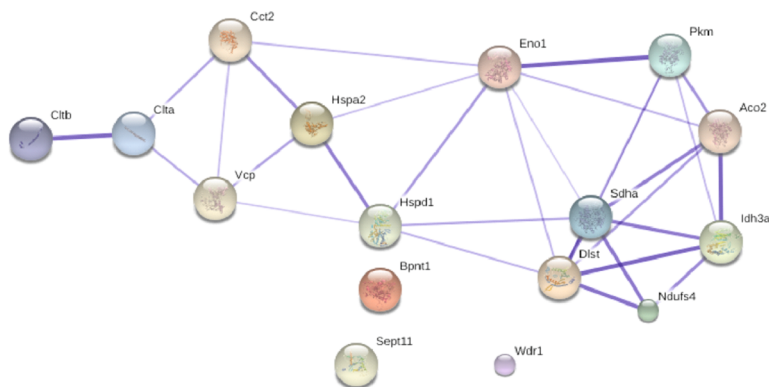 Cct2
Eno1
Pkm
Hspa2
Aco2
Cltb
Clta
Vcp
Sdha
Hspd1
Idh3a
Dlst
Bpnt1
Ndufs4
Sept11
Wdr1